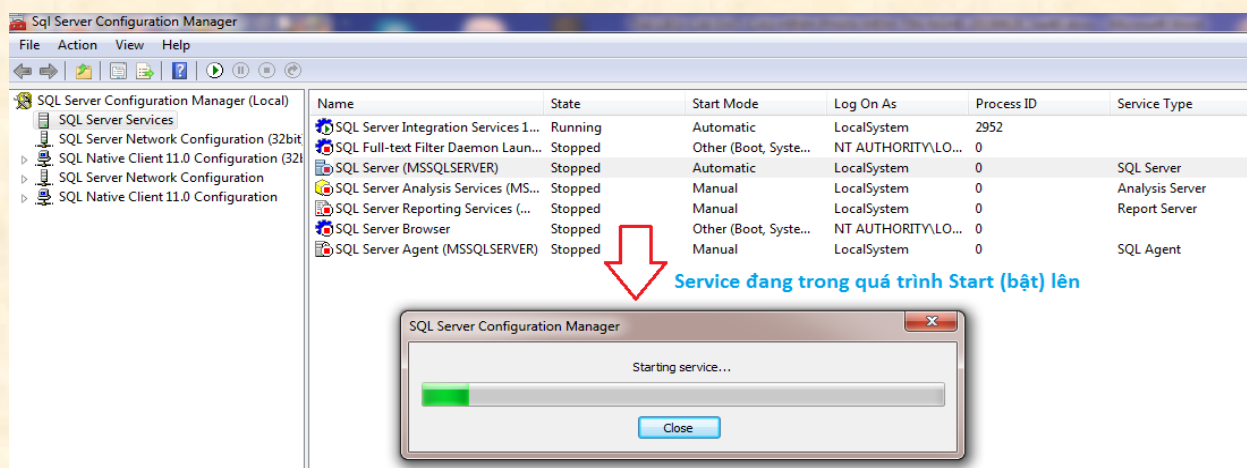 Sql Server Configuration Manager
File Action View Help
SQL Server Configuration Manager (Local)
SQL Server Services
SQL Server Network Configuration (32bit
SQL Native Client 11.0 Configuration (32b
SQL Server Network Configuration
SQL Native Client 11.0 Configuration
Name State Start Mode Log On As Process ID Service Type
SQL Server Integration Services 1... Running Automatic LocalSystem 2952
SQL Full-text Filter Daemon Laun... Stopped Other (Boot, Syste... NT AUTHORITY\LO... 0
SQL Server (MSSQLSERVER) Stopped Automatic LocalSystem 0 SQL Server
SQL Server Analysis Services (MS... Stopped Manual LocalSystem 0 Analysis Server
SQL Server Reporting Services (... Stopped Manual LocalSystem 0 Report Server
SQL Server Browser Stopped Other (Boot, Syste... NT AUTHORITY\LO... 0
SQL Server Agent (MSSQLSERVER) Stopped Manual LocalSystem 0 SQL Agent
Service đang trong quá trình Start (bật) lên
SQL Server Configuration Manager
Starting service...
Close